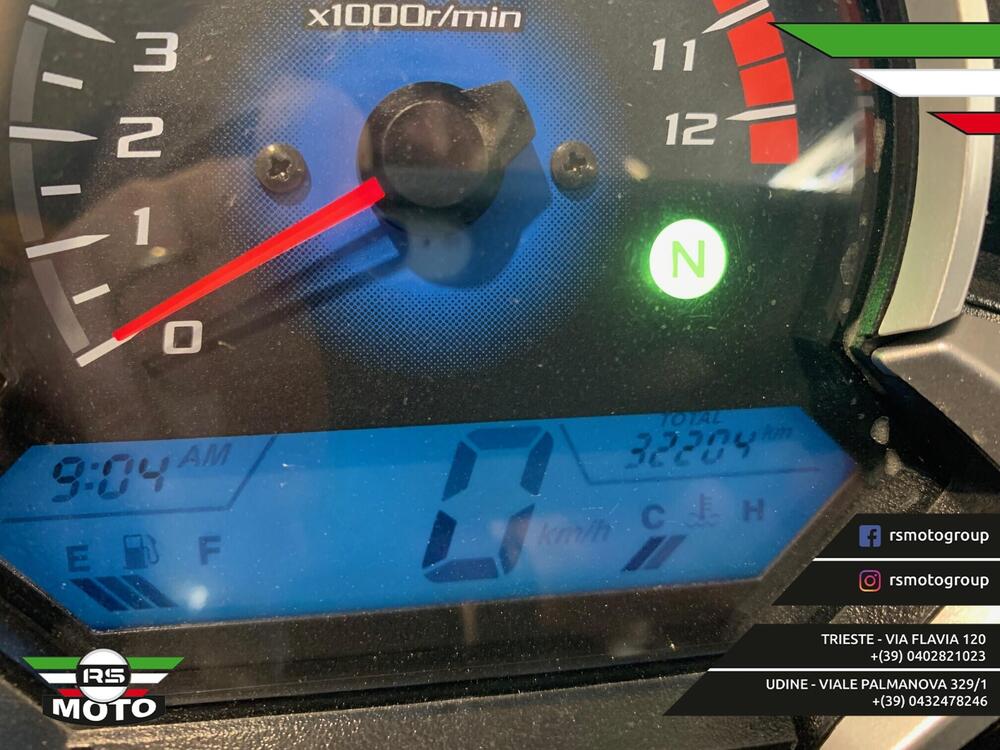 x1000r/min
3
2
1
0
11
12
N
9:04 AM
TOTAL
32204 km
0 km/h
E F
C H
rsmotogroup
rsmotogroup
TRIESTE - VIA FLAVIA 120
+(39) 0402821023
UDINE - VIALE PALMANOVA 329/1
+(39) 0432478246
RS
MOTO